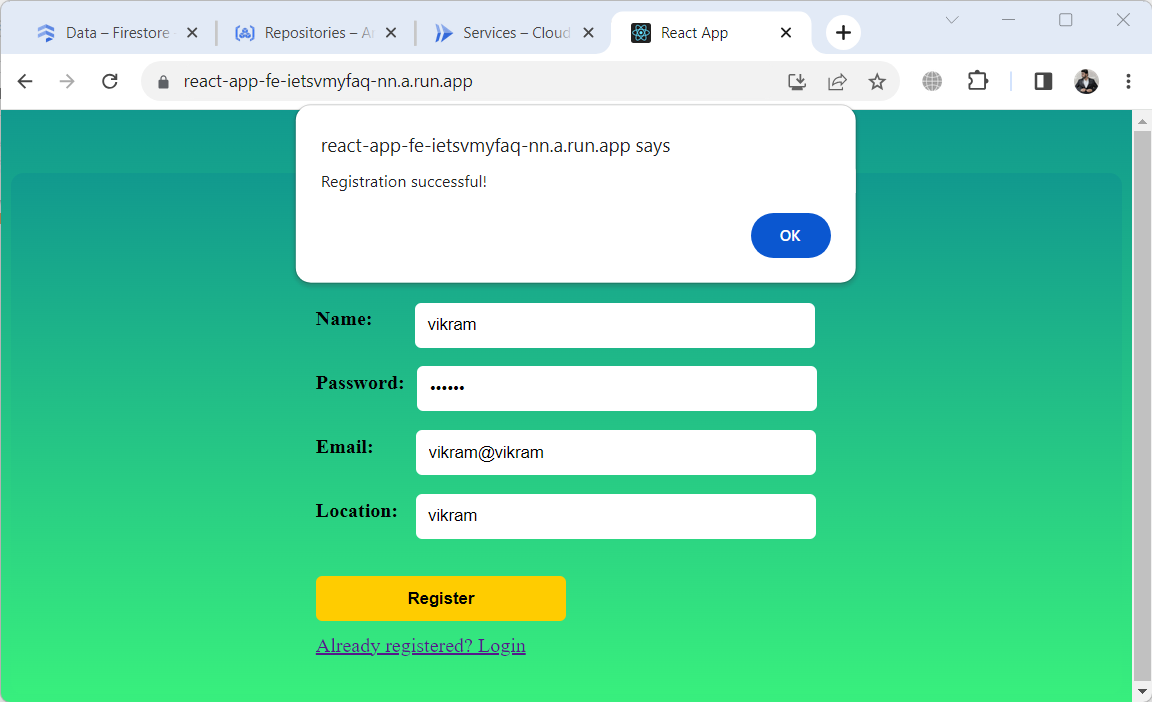 Data – Firestore
Repositories – Ar
Services – Cloud
React App
react-app-fe-ietsvmyfaq-nn.a.run.app
react-app-fe-ietsvmyfaq-nn.a.run.app says
Registration successful!
OK
Name: vikram
Password: ••••••
Email: vikram@vikram
Location: vikram
Register
Already registered? Login